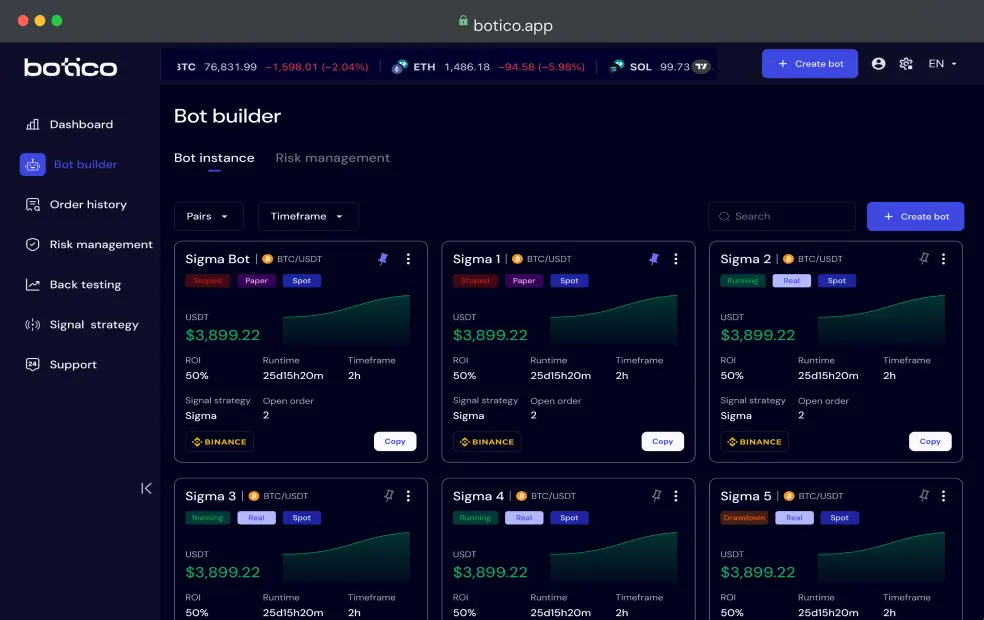 botico.app
botico
BTC 76,831.99 −1,598.01 (−2.04%) ETH 1,486.18 −94.58 (−5.98%) SOL 99.73
+ Create bot
EN
Dashboard
Bot builder
Order history
Risk management
Back testing
Signal strategy
24
Support
Bot builder
Bot instance Risk management
Pairs Timeframe Search + Create bot
Sigma Bot | BTC/USDT
Stoped Paper Spot
USDT
$3,899.22
ROI Runtime Timeframe
50% 25d15h20m 2h
Signal strategy Open order
Sigma 2
BINANCE Copy
Sigma 1 | BTC/USDT
Stoped Paper Spot
USDT
$3,899.22
ROI Runtime Timeframe
50% 25d15h20m 2h
Signal strategy Open order
Sigma 2
BINANCE Copy
Sigma 2 | BTC/USDT
Running Real Spot
USDT
$3,899.22
ROI Runtime Timeframe
50% 25d15h20m 2h
Signal strategy Open order
Sigma 2
BINANCE Copy
Sigma 3 | BTC/USDT
Running Real Spot
USDT
$3,899.22
ROI Runtime Timeframe
50% 25d15h20m 2h
Sigma 4 | BTC/USDT
Running Real Spot
USDT
$3,899.22
ROI Runtime Timeframe
50% 25d15h20m 2h
Sigma 5 | BTC/USDT
Drawdown Real Spot
USDT
$3,899.22
ROI Runtime Timeframe
50% 25d15h20m 2h